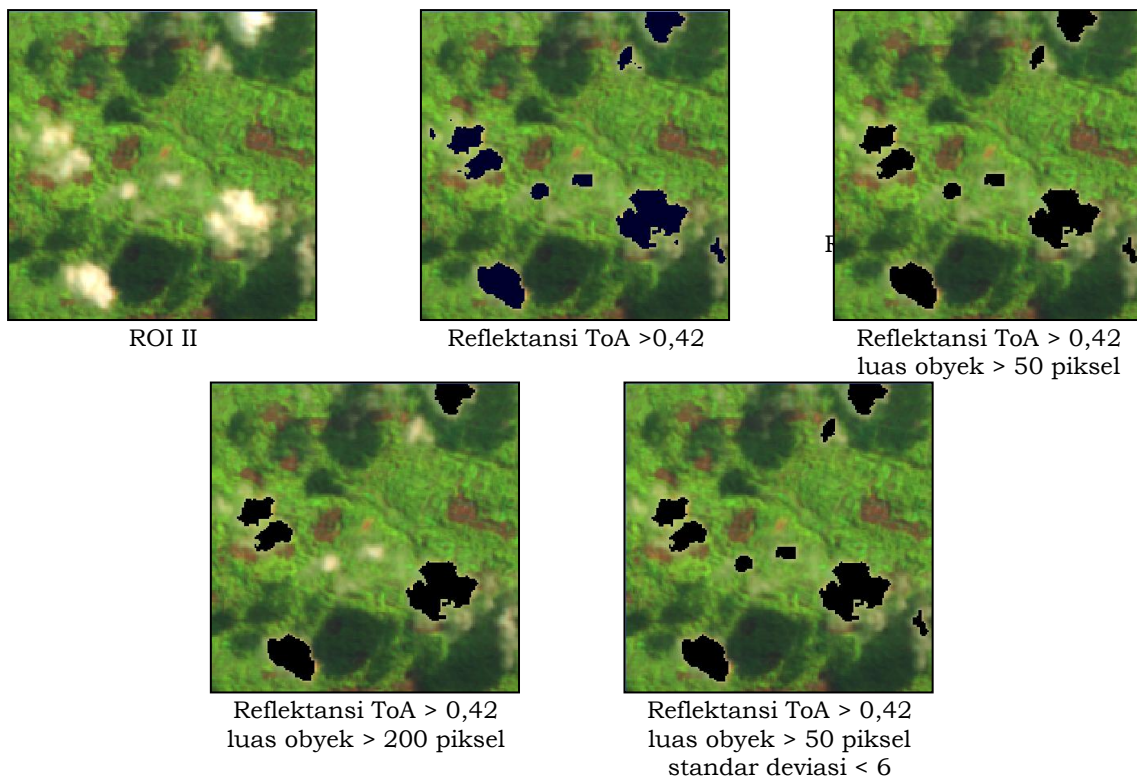 ROI II
Reflektansi ToA >0,42
R
Reflektansi ToA > 0,42
luas obyek > 50 piksel
Reflektansi ToA > 0,42
luas obyek > 200 piksel
Reflektansi ToA > 0,42
luas obyek > 50 piksel
standar deviasi < 6